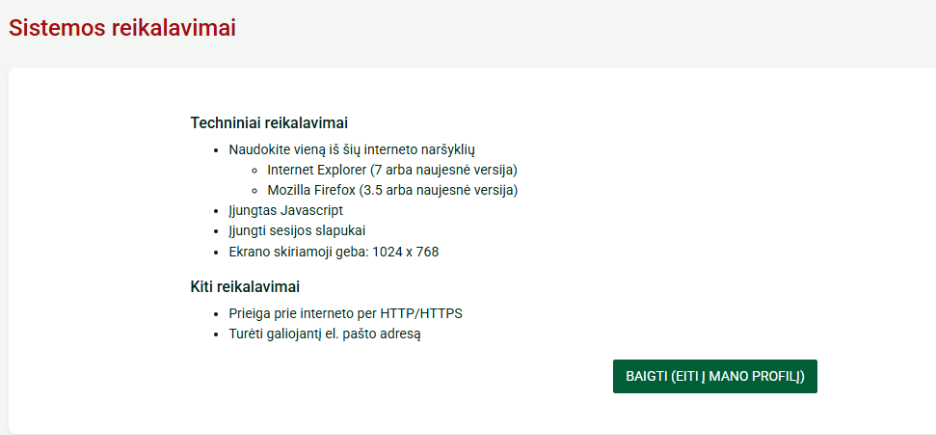 Sistemos reikalavimai
Techniniai reikalavimai
Naudokite vieną iš šių interneto naršyklių
Internet Explorer (7 arba naujesnė versija)
Mozilla Firefox (3.5 arba naujesnė versija)
Įjungtas Javascript
Įjungti sesijos slapukai
Ekrano skiriamoji geba: 1024 x 768
Kiti reikalavimai
Prieiga prie interneto per HTTP/HTTPS
Turėti galiojantį el. pašto adresą
BAIGTI (EITI Į MANO PROFILĮ)